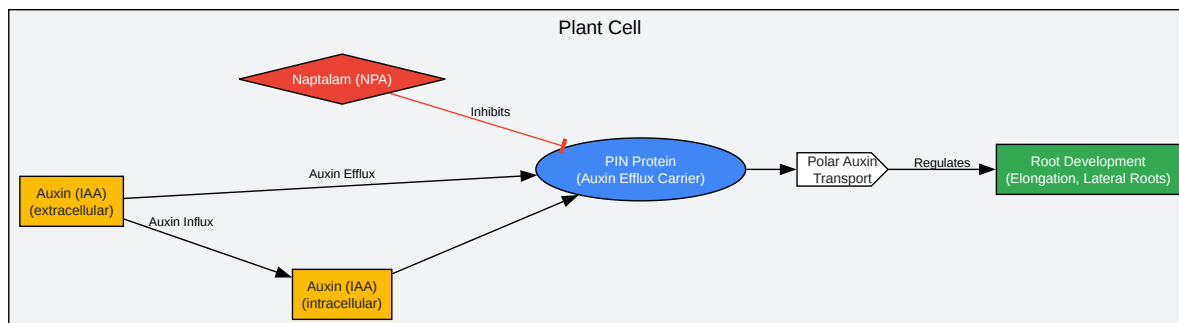 Plant Cell
Naptalam (NPA)
Inhibits
PIN Protein
(Auxin Efflux Carrier)
Polar Auxin
Transport
Regulates
Root Development
(Elongation, Lateral Roots)
Auxin Efflux
Auxin (IAA)
(extracellular)
Auxin Influx
Auxin (IAA)
(intracellular)